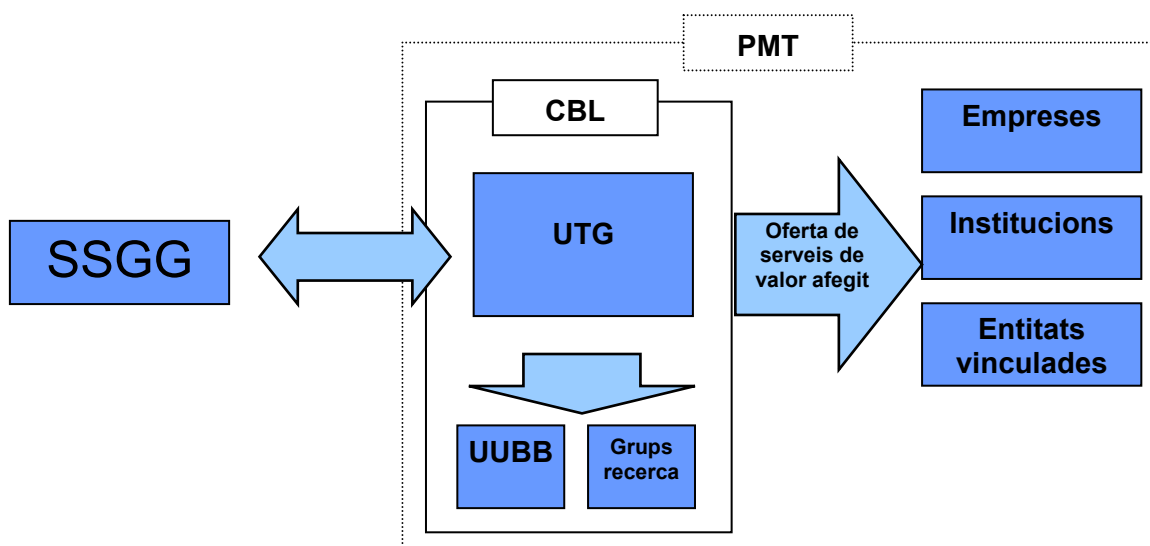 PMT
CBL
SSGG
UTG
UUBB
Grups
recerca
Oferta de
serveis de
valor afegit
Empreses
Institucions
Entitats
vinculades